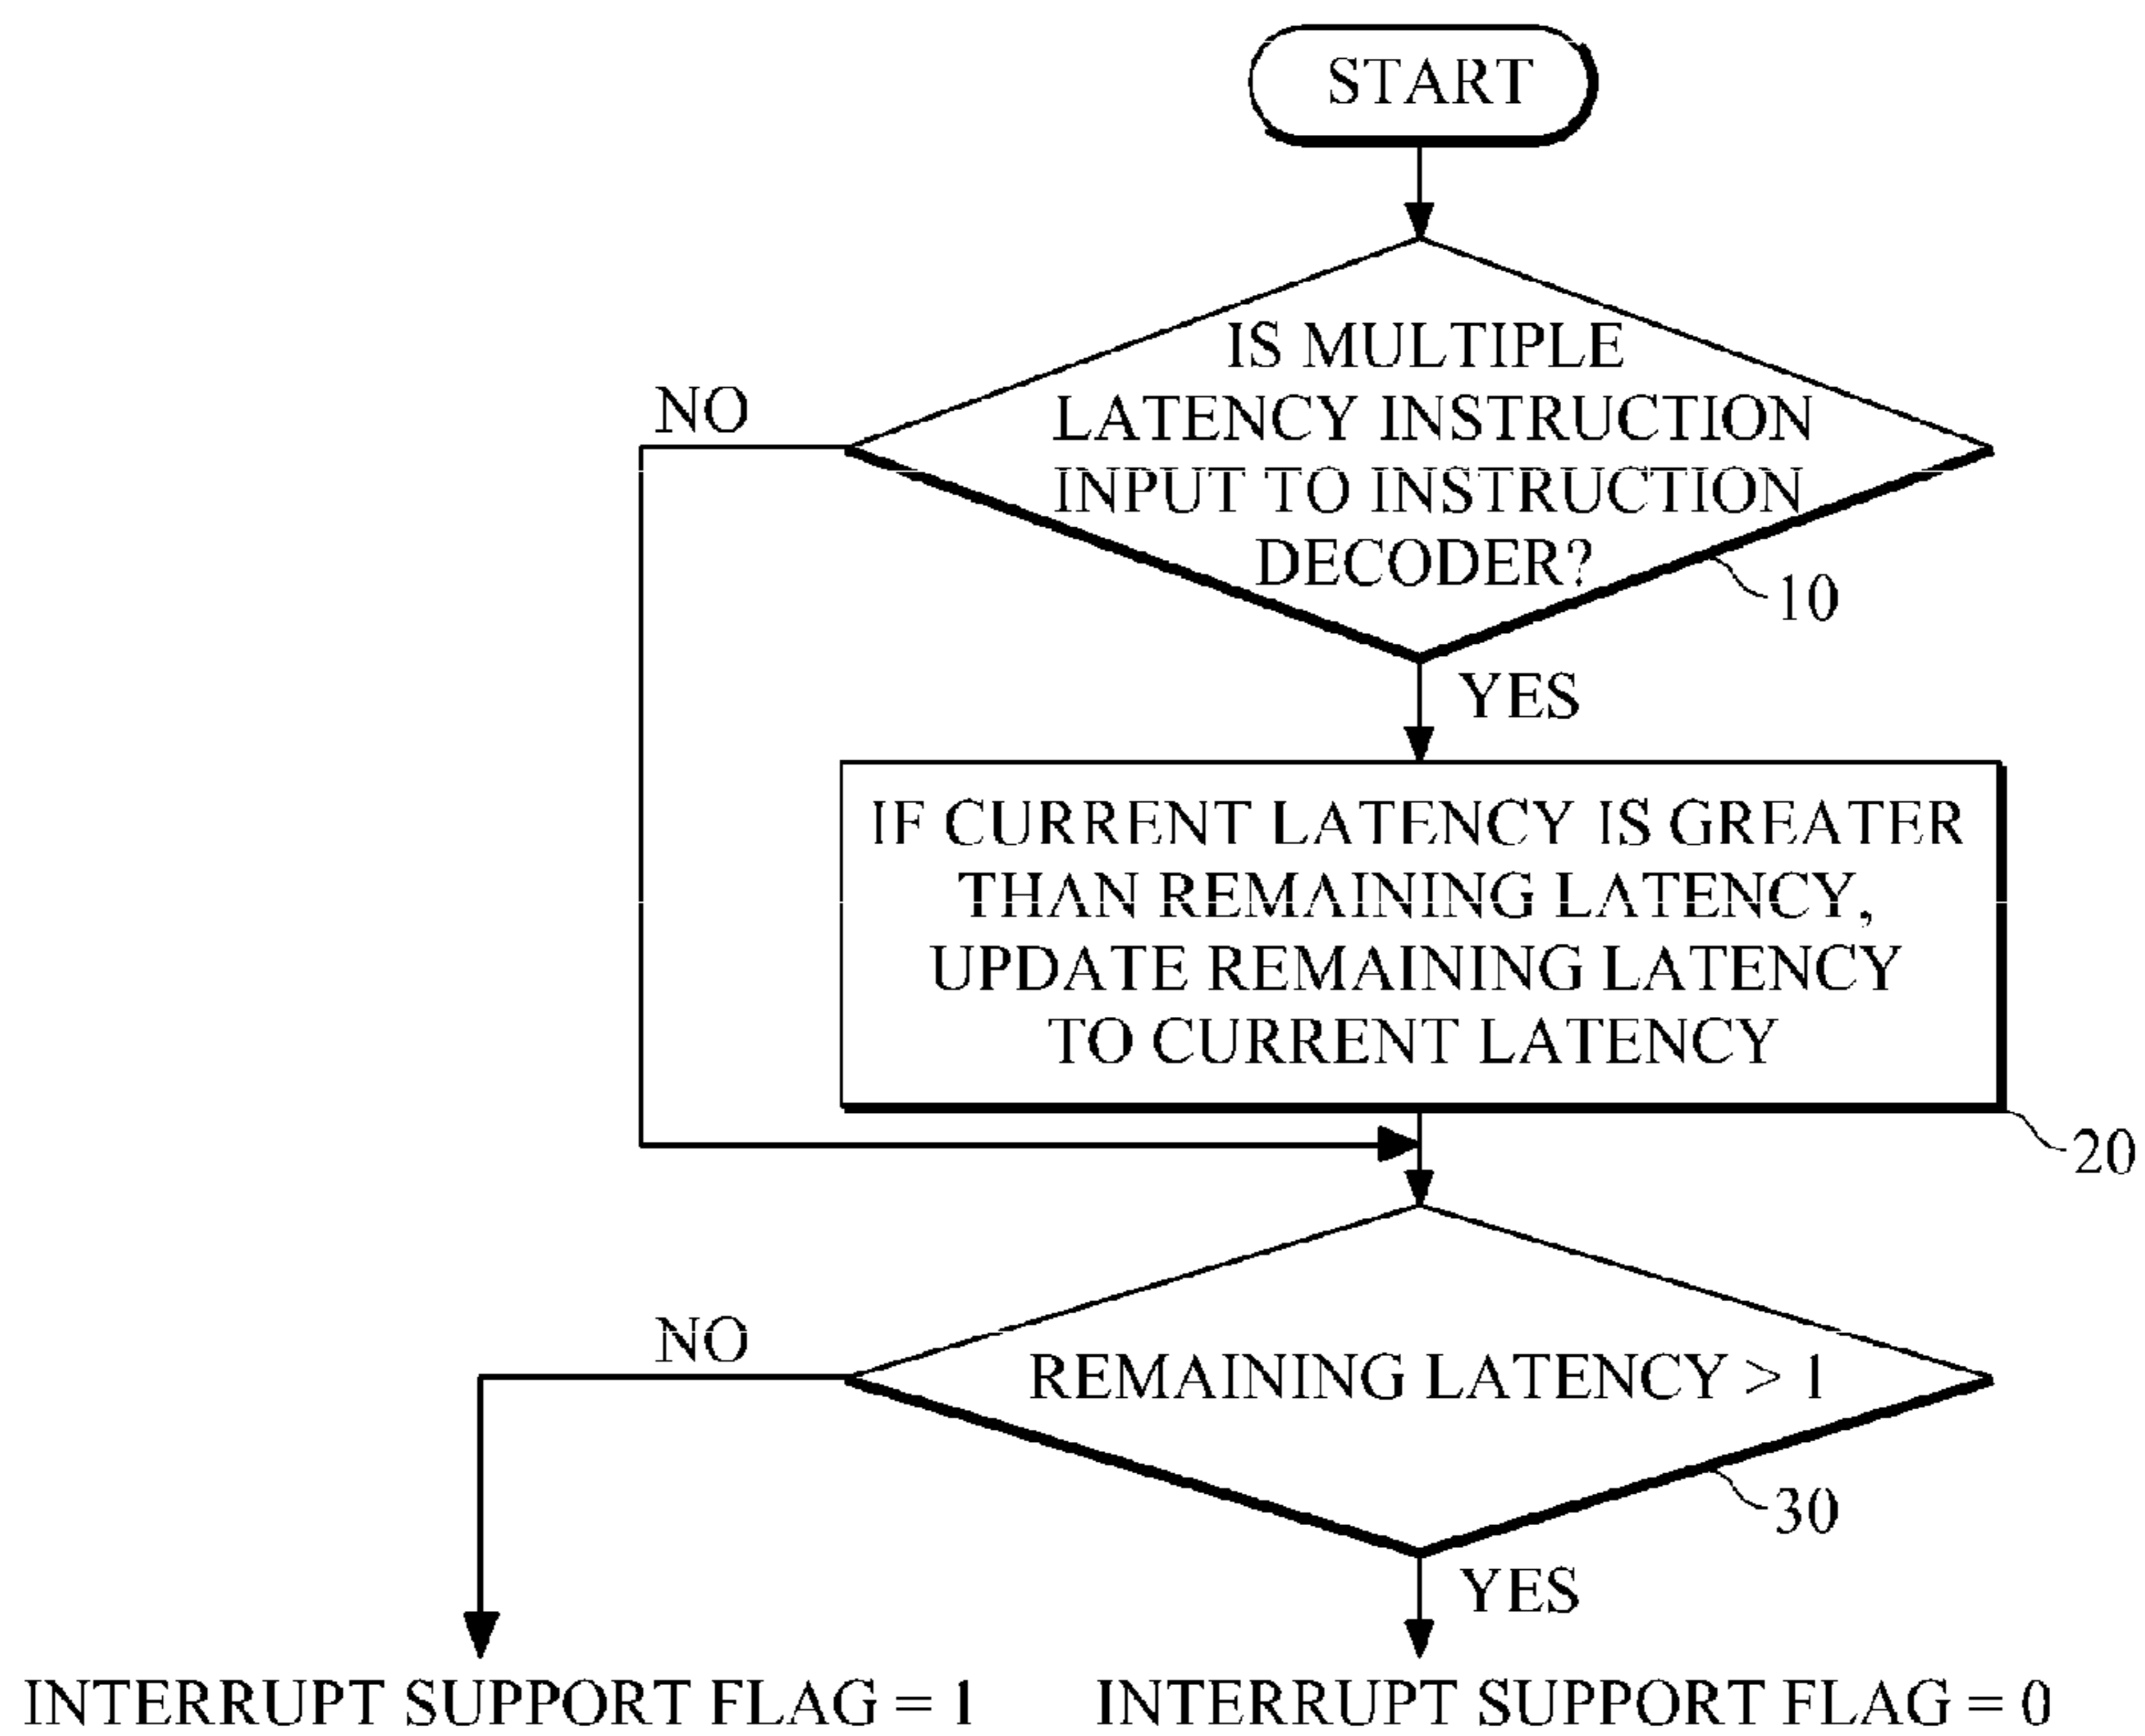 START
IS MULTIPLE
LATENCY INSTRUCTION
INPUT TO INSTRUCTION
DECODER?
NO
10
YES
IF CURRENT LATENCY IS GREATER
THAN REMAINING LATENCY,
UPDATE REMAINING LATENCY
TO CURRENT LATENCY
20
NO
REMAINING LATENCY > 1
30
YES
INTERRUPT SUPPORT FLAG = 1
INTERRUPT SUPPORT FLAG = 0